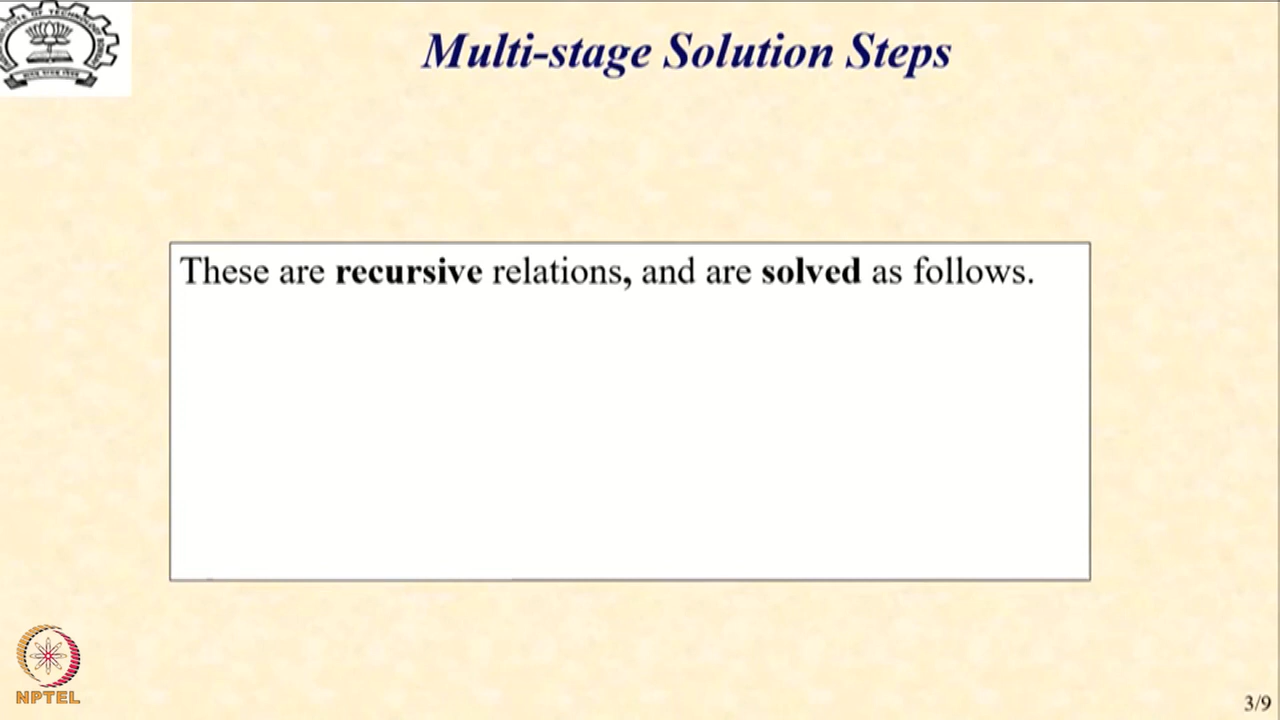 Multi-stage Solution Steps
These are recursive relations, and are solved as follows.
NPTEL
3/9